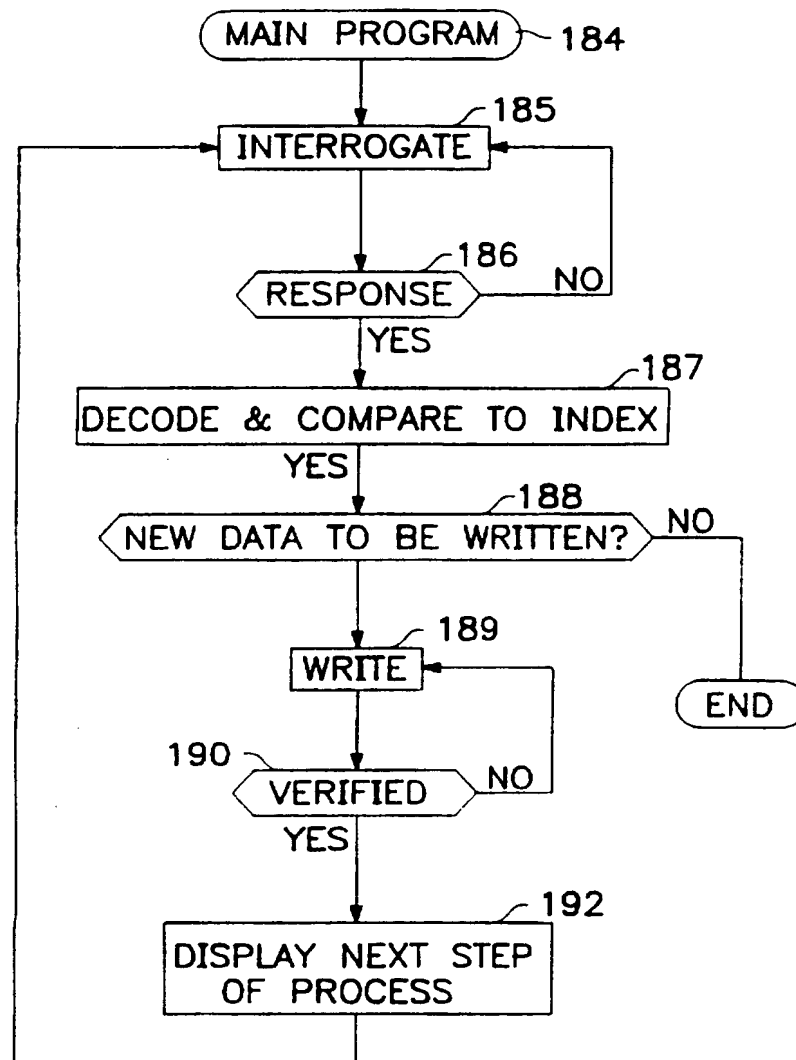 MAIN PROGRAM
184
185
INTERROGATE
186
RESPONSE
NO
YES
187
DECODE & COMPARE TO INDEX
YES
188
NEW DATA TO BE WRITTEN?
NO
189
WRITE
END
190
VERIFIED
NO
YES
192
DISPLAY NEXT STEP
OF PROCESS